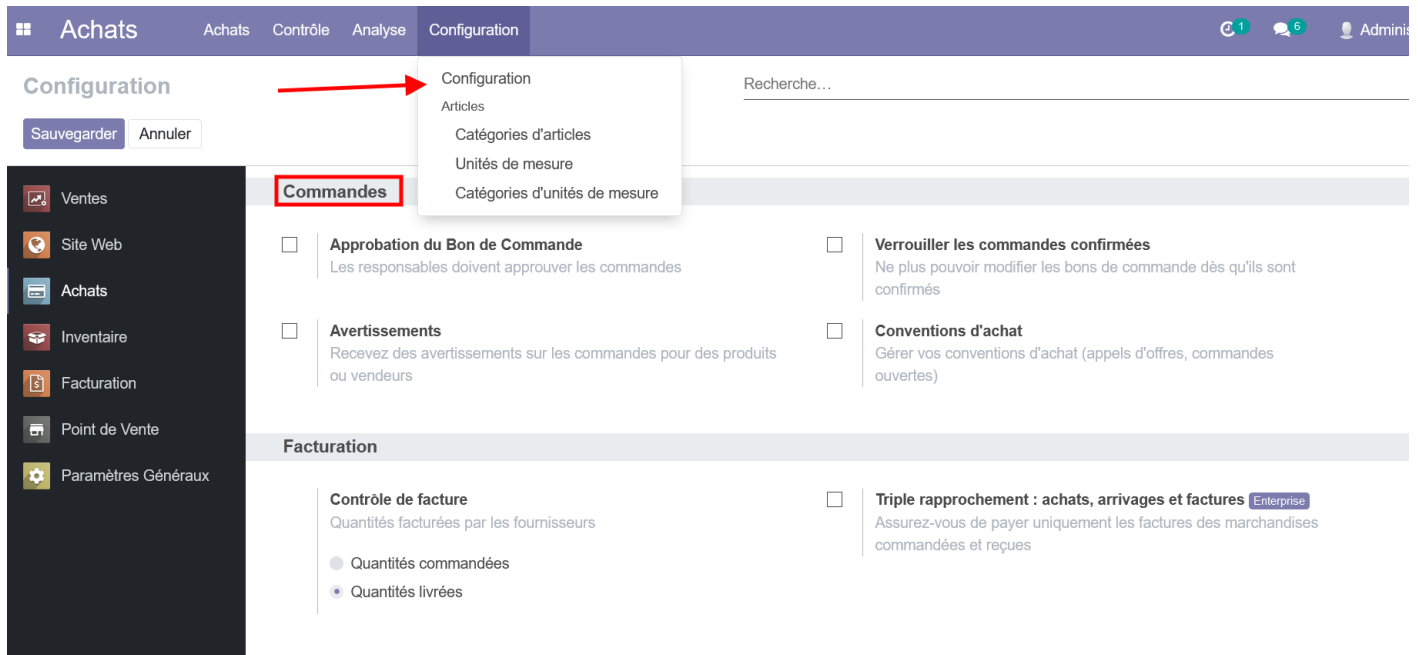 Achats
Achats Contrôle Analyse Configuration
1 6
Configuration
Configuration
Articles
Catégories d'articles
Unités de mesure
Catégories d'unités de mesure
Recherche…
Sauvegarder Annuler
Ventes
Site Web
Achats
Inventaire
Facturation
Point de Vente
Paramètres Généraux
Commandes
Approbation du Bon de Commande
Les responsables doivent approuver les commandes
Verrouiller les commandes confirmées
Ne plus pouvoir modifier les bons de commande dès qu'ils sont
confirmés
Avertissements
Recevez des avertissements sur les commandes pour des produits
ou vendeurs
Conventions d'achat
Gérer vos conventions d'achat (appels d'offres, commandes
ouvertes)
Facturation
Contrôle de facture
Quantités facturées par les fournisseurs
Quantités commandées
Quantités livrées
Triple rapprochement : achats, arrivages et factures Enterprise
Assurez-vous de payer uniquement les factures des marchandises
commandées et reçues